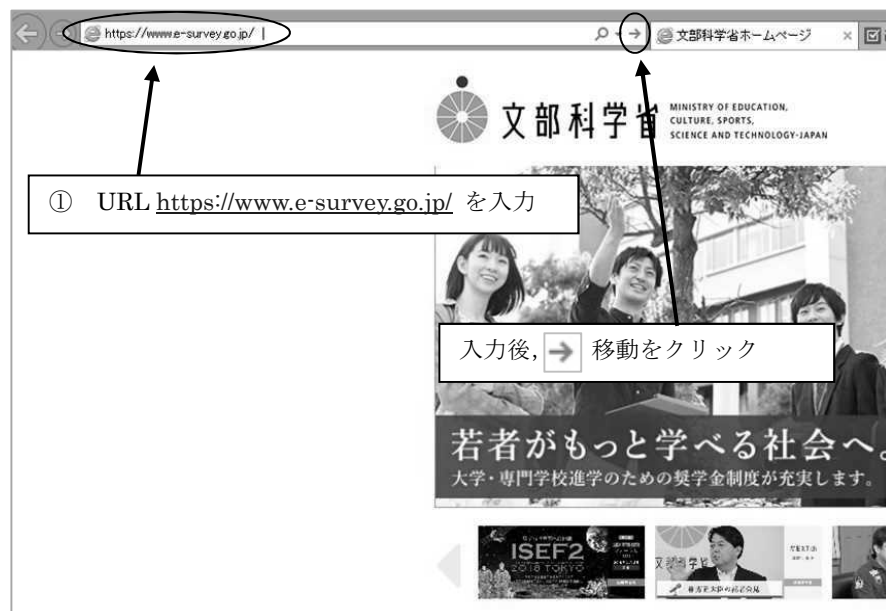 https://www.e-survey.go.jp/
文部科学省ホームページ
文部科学省
MINISTRY OF EDUCATION,
CULTURE, SPORTS,
SCIENCE AND TECHNOLOGY-JAPAN
① URL https://www.e-survey.go.jp/ を入力
入力後, → 移動をクリック
若者がもっと学べる社会へ。
大学・専門学校進学のための奨学金制度が充実します。
ISEF2
2018 TOKYO